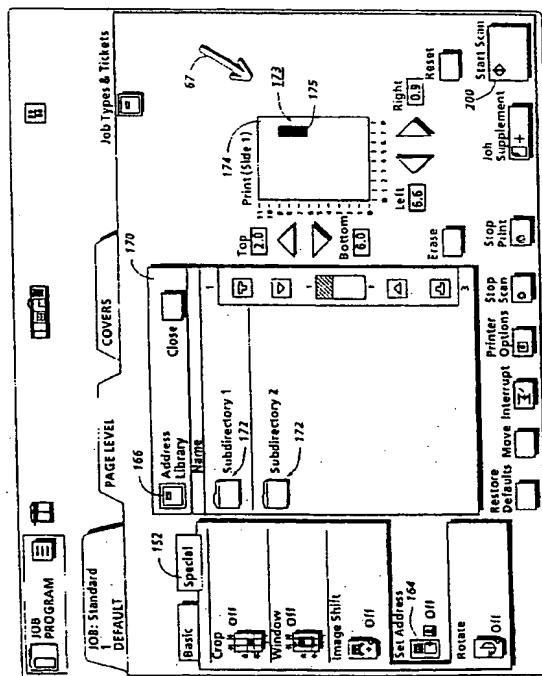 JOB PROGRAM
JOB: Standard
1
DEFAULT
PAGE LEVEL
COVERS
Job Types & Tickets
Basic
Special
152
Crop
Off
Window
Off
Image Shift
Off
Set Address
164
Off
Rotate
Off
166
Address Library
Close
170
Name
Subdirectory 1
172
Subdirectory 2
172
1
3
67
Print (Side 1)
174
173
175
Top
2.0
Bottom
6.0
Left
6.6
Right
0.9
Erase
Reset
Restore Defaults
Move
Interrupt
Printer Options
Stop Scan
Stop Print
Job Supplement
Start Scan
200